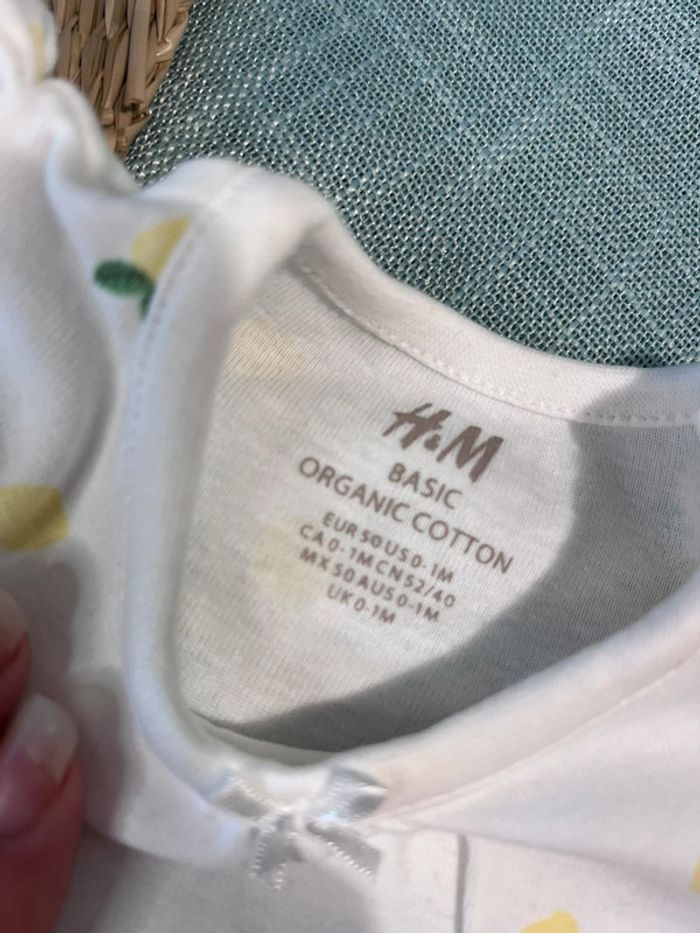 H&M
BASIC
ORGANIC COTTON
EUR 50 US 0-1M
CA 0-1M CN 52/40
MX 50 AUS 0-1M
UK 0-1M